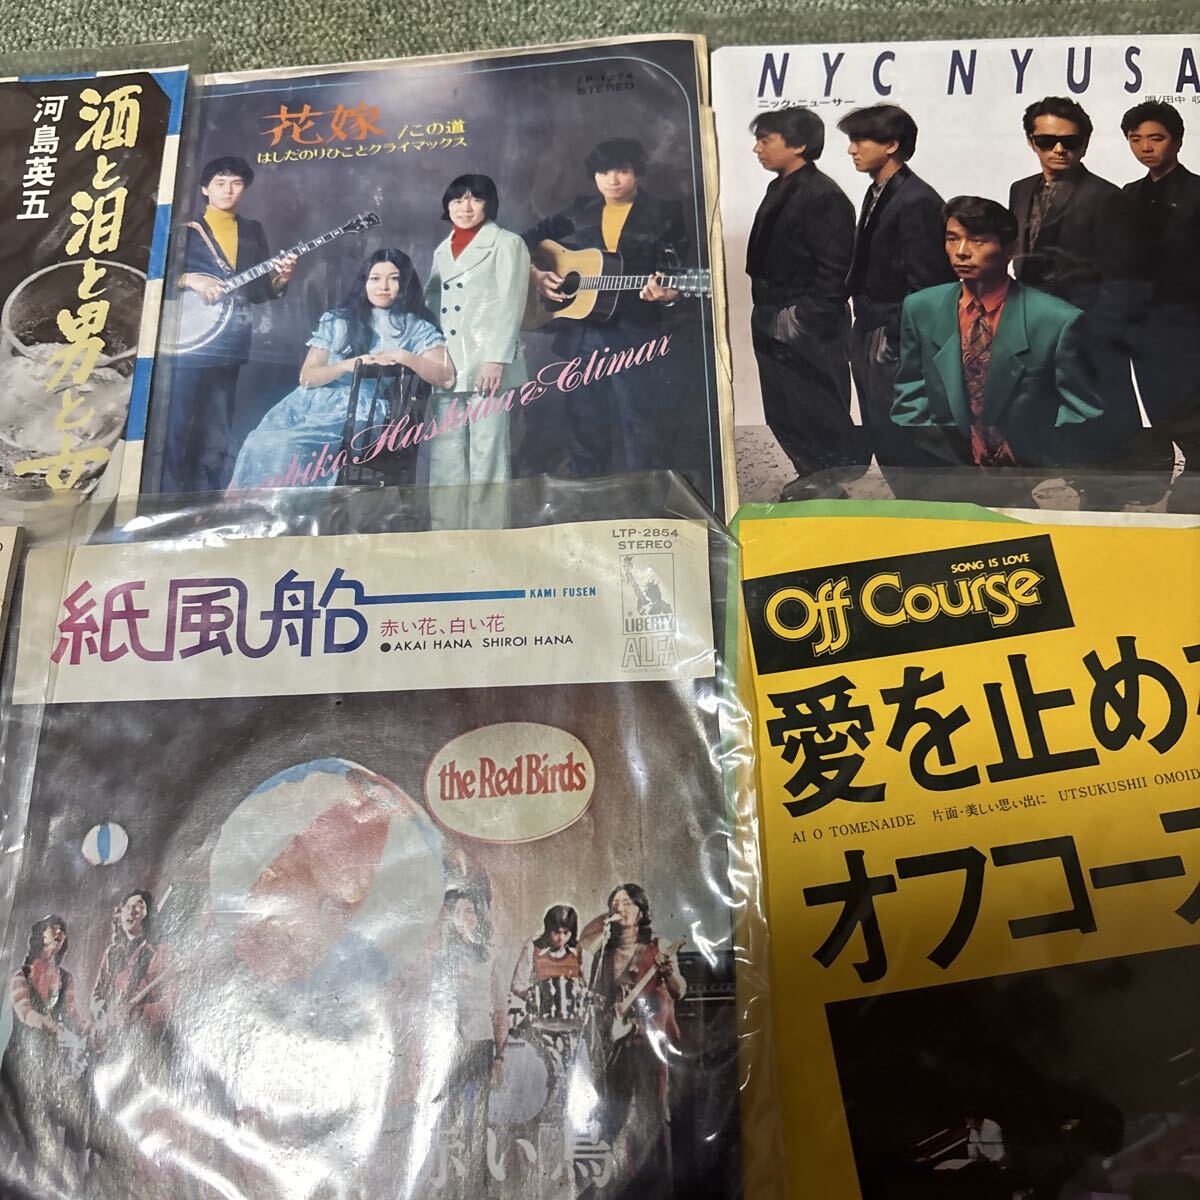 酒と泪と男と女
河島英五
STEREO
花嫁/この道
はしだのりひことクライマックス
Hashida & Climax
NYC NYUSA
ニック・ニューサー
唄/田中 収
LTP-2854
STEREO
紙風船
KAMI FUSEN
赤い花、白い花
●AKAI HANA SHIROI HANA
LIBERTY
ALFA
the Red Birds
赤い鳥
SONG IS LOVE
Off Course
愛を止め
AI O TOMENAIDE 片面・美しい思い出に UTSUKUSHII OMOID
オフコース